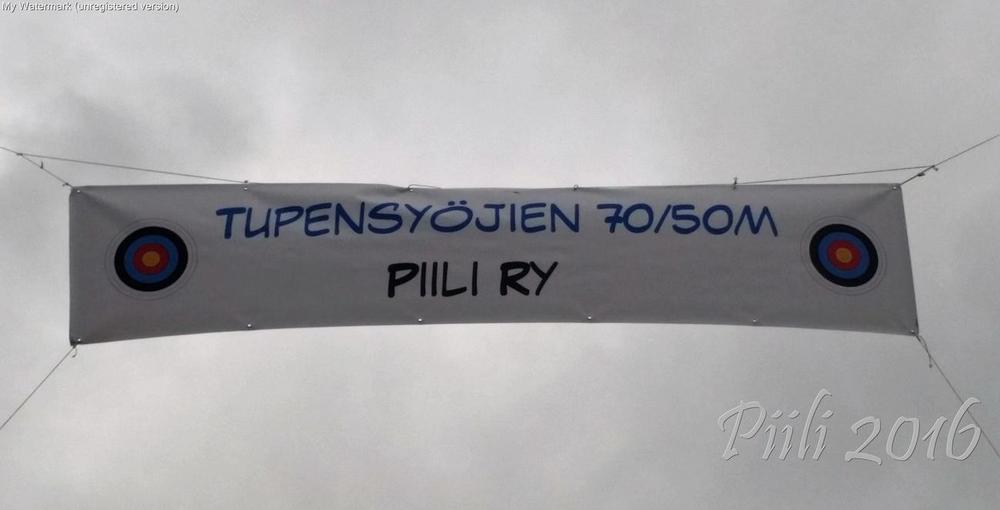 My Watermark (unregistered version)
TUPENSYÖJIEN 70/50M
PIILI RY
Piili 2016